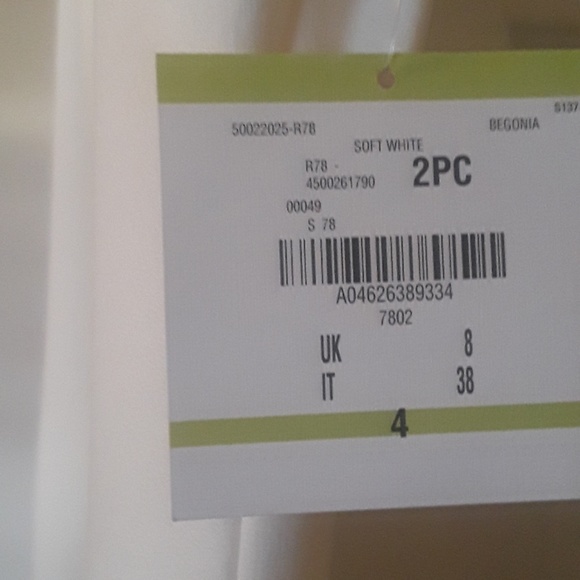 S137
50022025-R78 BEGONIA
SOFT WHITE
R78 - 2PC
4500261790
00049
S 78
A04626389334
7802
UK 8
IT 38
4